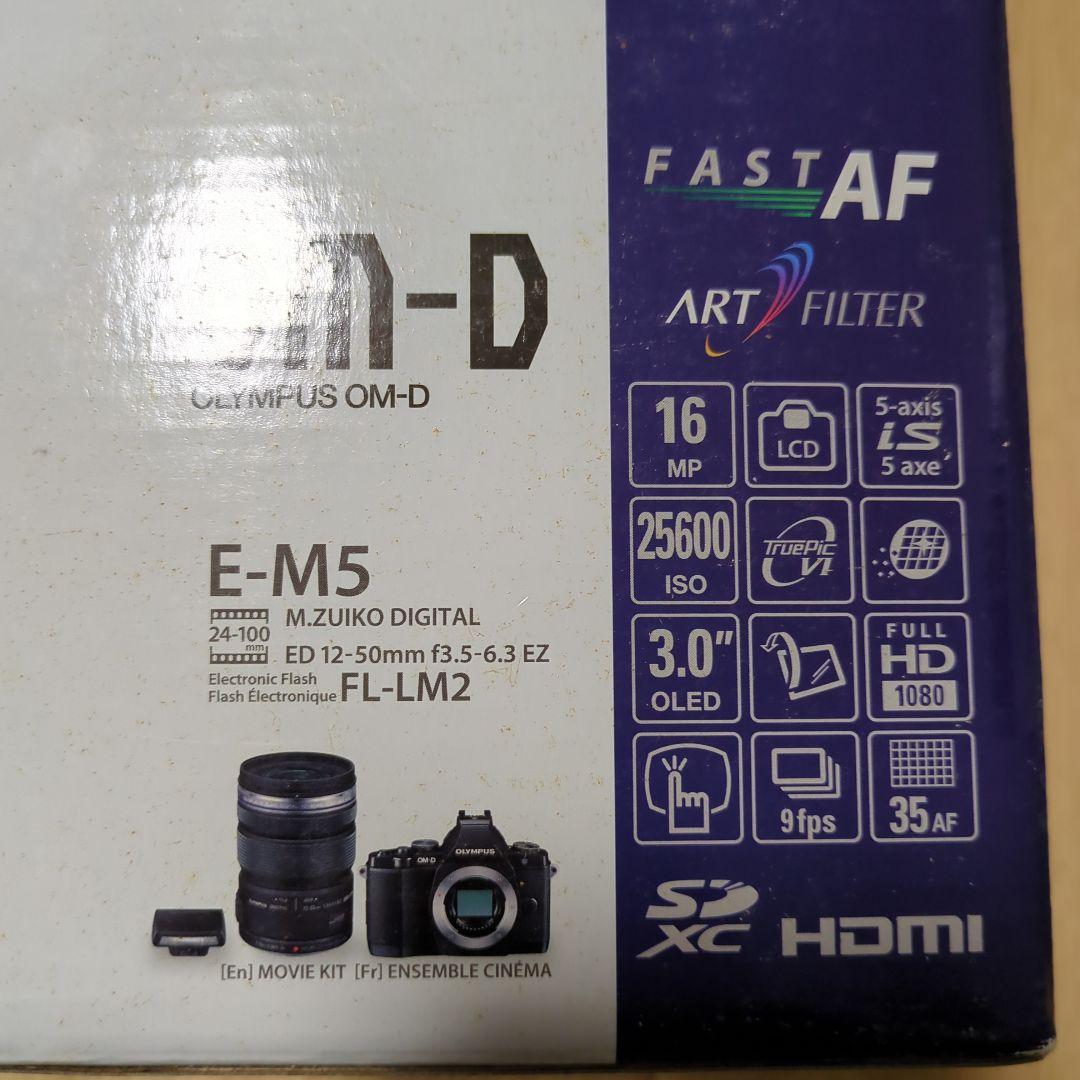 -D
OLYMPUS OM-D
E-M5
24-100
mm
M.ZUIKO DIGITAL
ED 12-50mm f3.5-6.3 EZ
Electronic Flash
Flash Électronique FL-LM2
OLYMPUS
OM-D
[En] MOVIE KIT [Fr] ENSEMBLE CINÉMA
FAST AF
ART FILTER
16
MP
LCD
5-axis
iS
5 axe
25600
ISO
TruePic
VI
3.0"
OLED
FULL
HD
1080
9fps
35 AF
SD
XC
HDMI